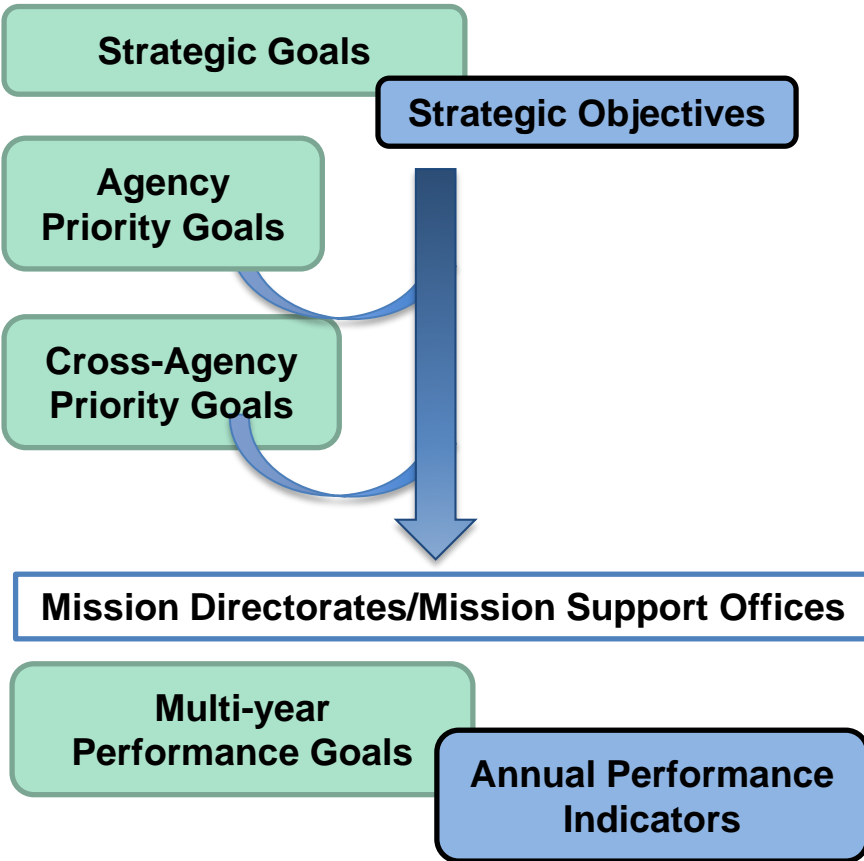 Strategic Goals
Strategic Objectives
Agency
Priority Goals
Cross-Agency
Priority Goals
Mission Directorates/Mission Support Offices
Multi-year
Performance Goals
Annual Performance
Indicators